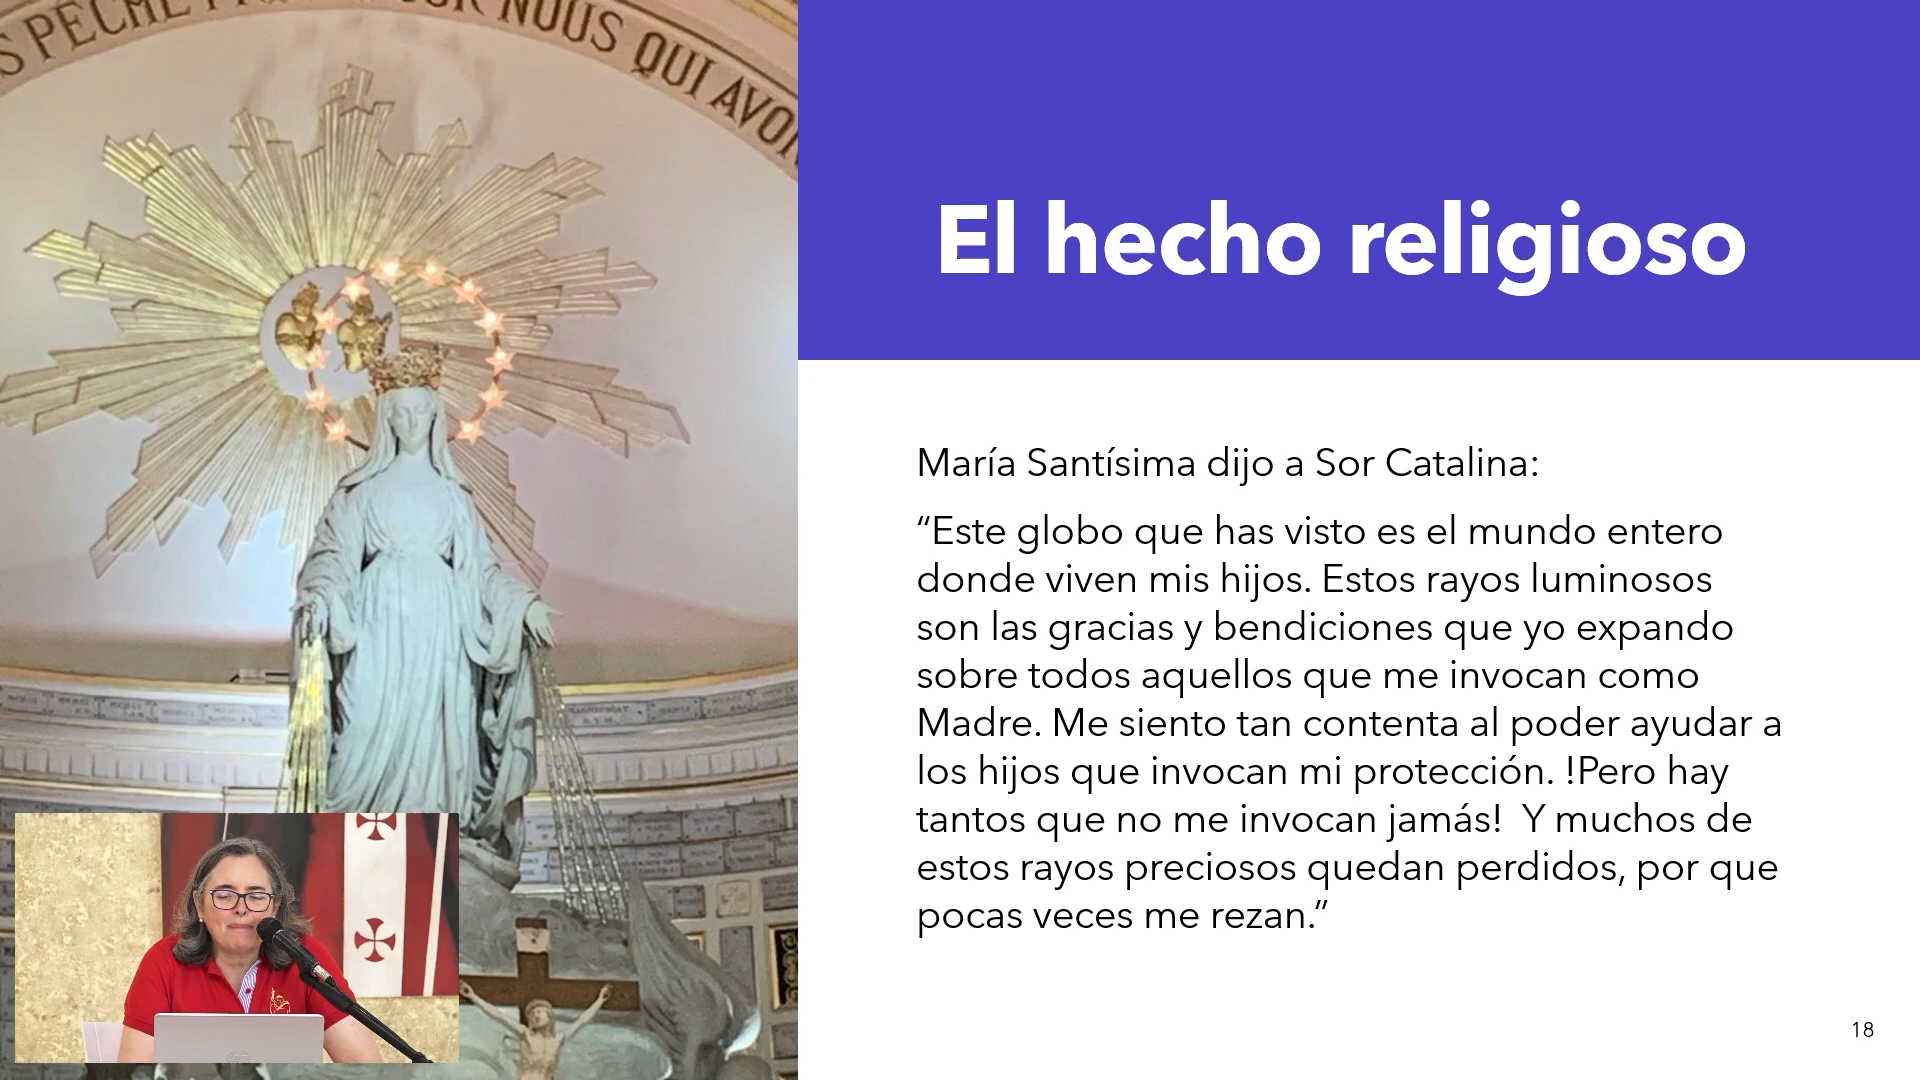 S PECHÉ
NOUS QUI AVON
El hecho religioso
María Santísima dijo a Sor Catalina:
“Este globo que has visto es el mundo entero
donde viven mis hijos. Estos rayos luminosos
son las gracias y bendiciones que yo expando
sobre todos aquellos que me invocan como
Madre. Me siento tan contenta al poder ayudar a
los hijos que invocan mi protección. !Pero hay
tantos que no me invocan jamás!  Y muchos de
estos rayos preciosos quedan perdidos, por que
pocas veces me rezan.”
18